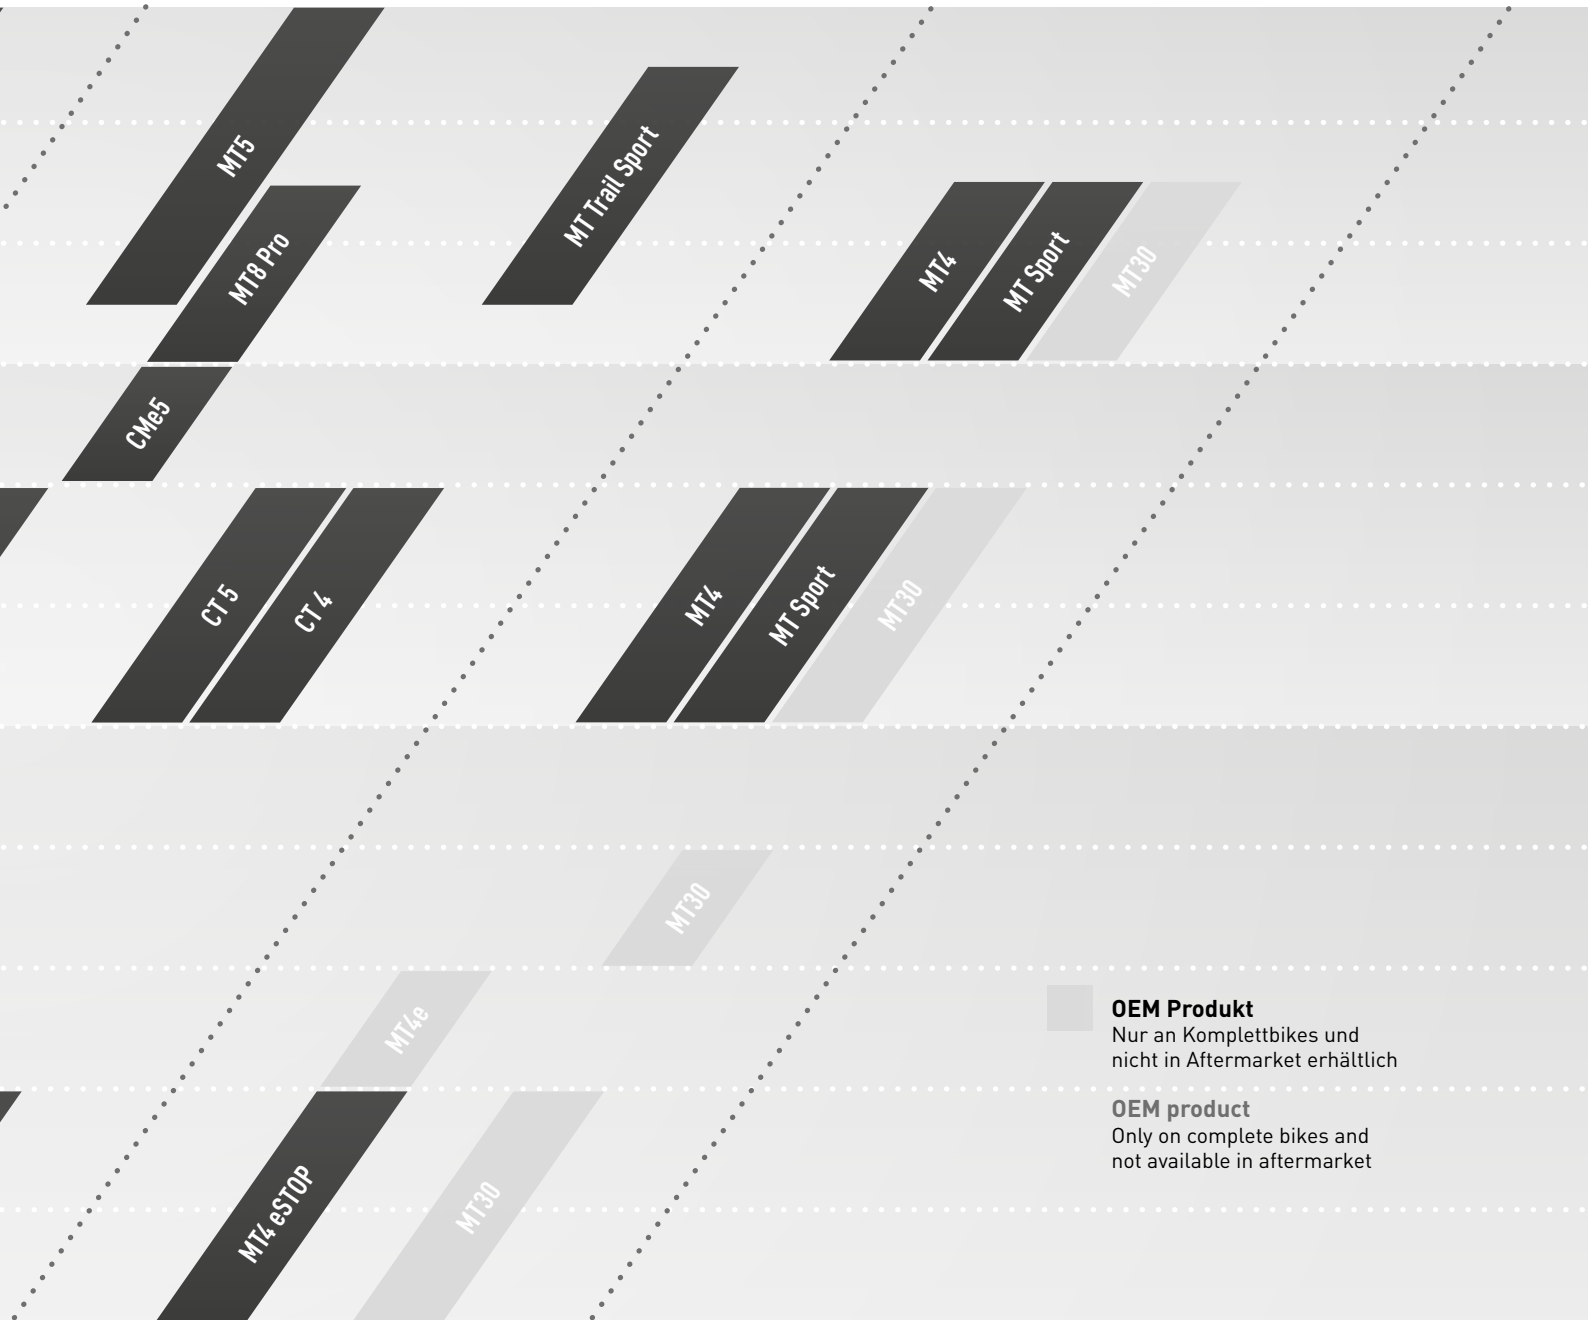 MT5
MT Trail Sport
MT8 Pro
MT4
MT Sport
MT30
CMe5
CT 5
CT 4
MT4
MT Sport
MT30
MT30
MT4e
OEM Produkt
Nur an Komplettbikes und
nicht in Aftermarket erhältlich
OEM product
Only on complete bikes and
not available in aftermarket
MT4 eSTOP
MT30